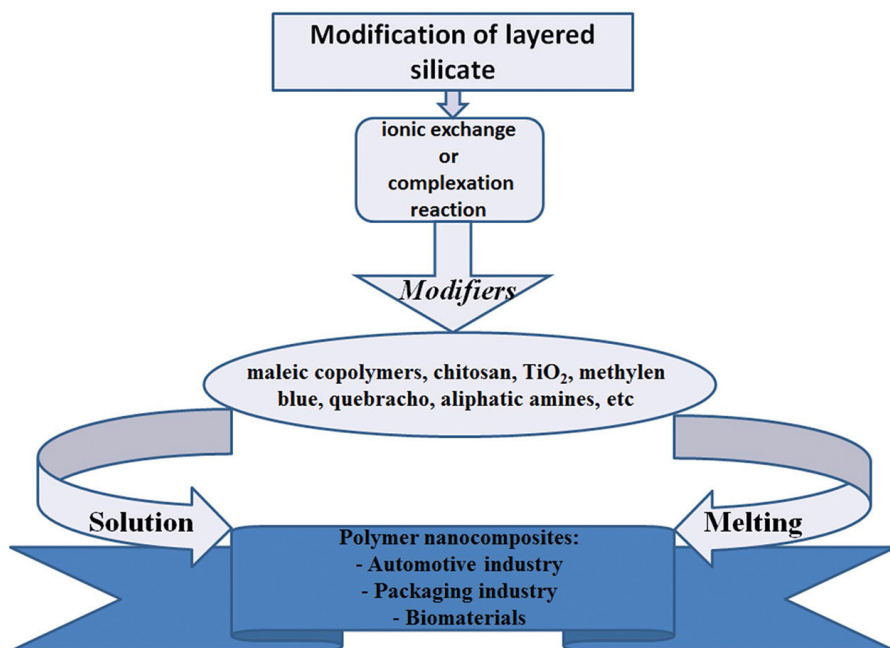 Modification of layered
silicate
ionic exchange
or
complexation
reaction
Modifiers
maleic copolymers, chitosan, TiO₂, methylen
blue, quebracho, aliphatic amines, etc
Solution
Melting
Polymer nanocomposites:
- Automotive industry
- Packaging industry
- Biomaterials